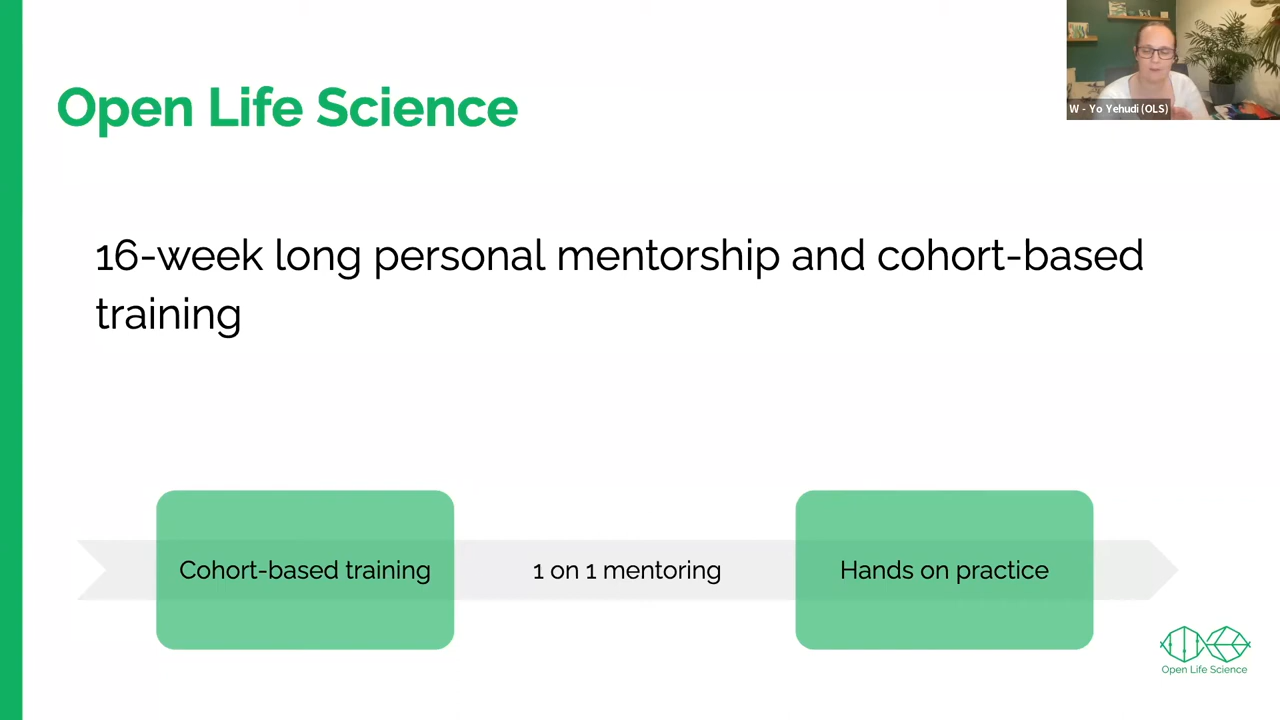 Open Life Science
W - Yo Yehudi (OLS)
16-week long personal mentorship and cohort-based
training
Cohort-based training
1 on 1 mentoring
Hands on practice
Open Life Science